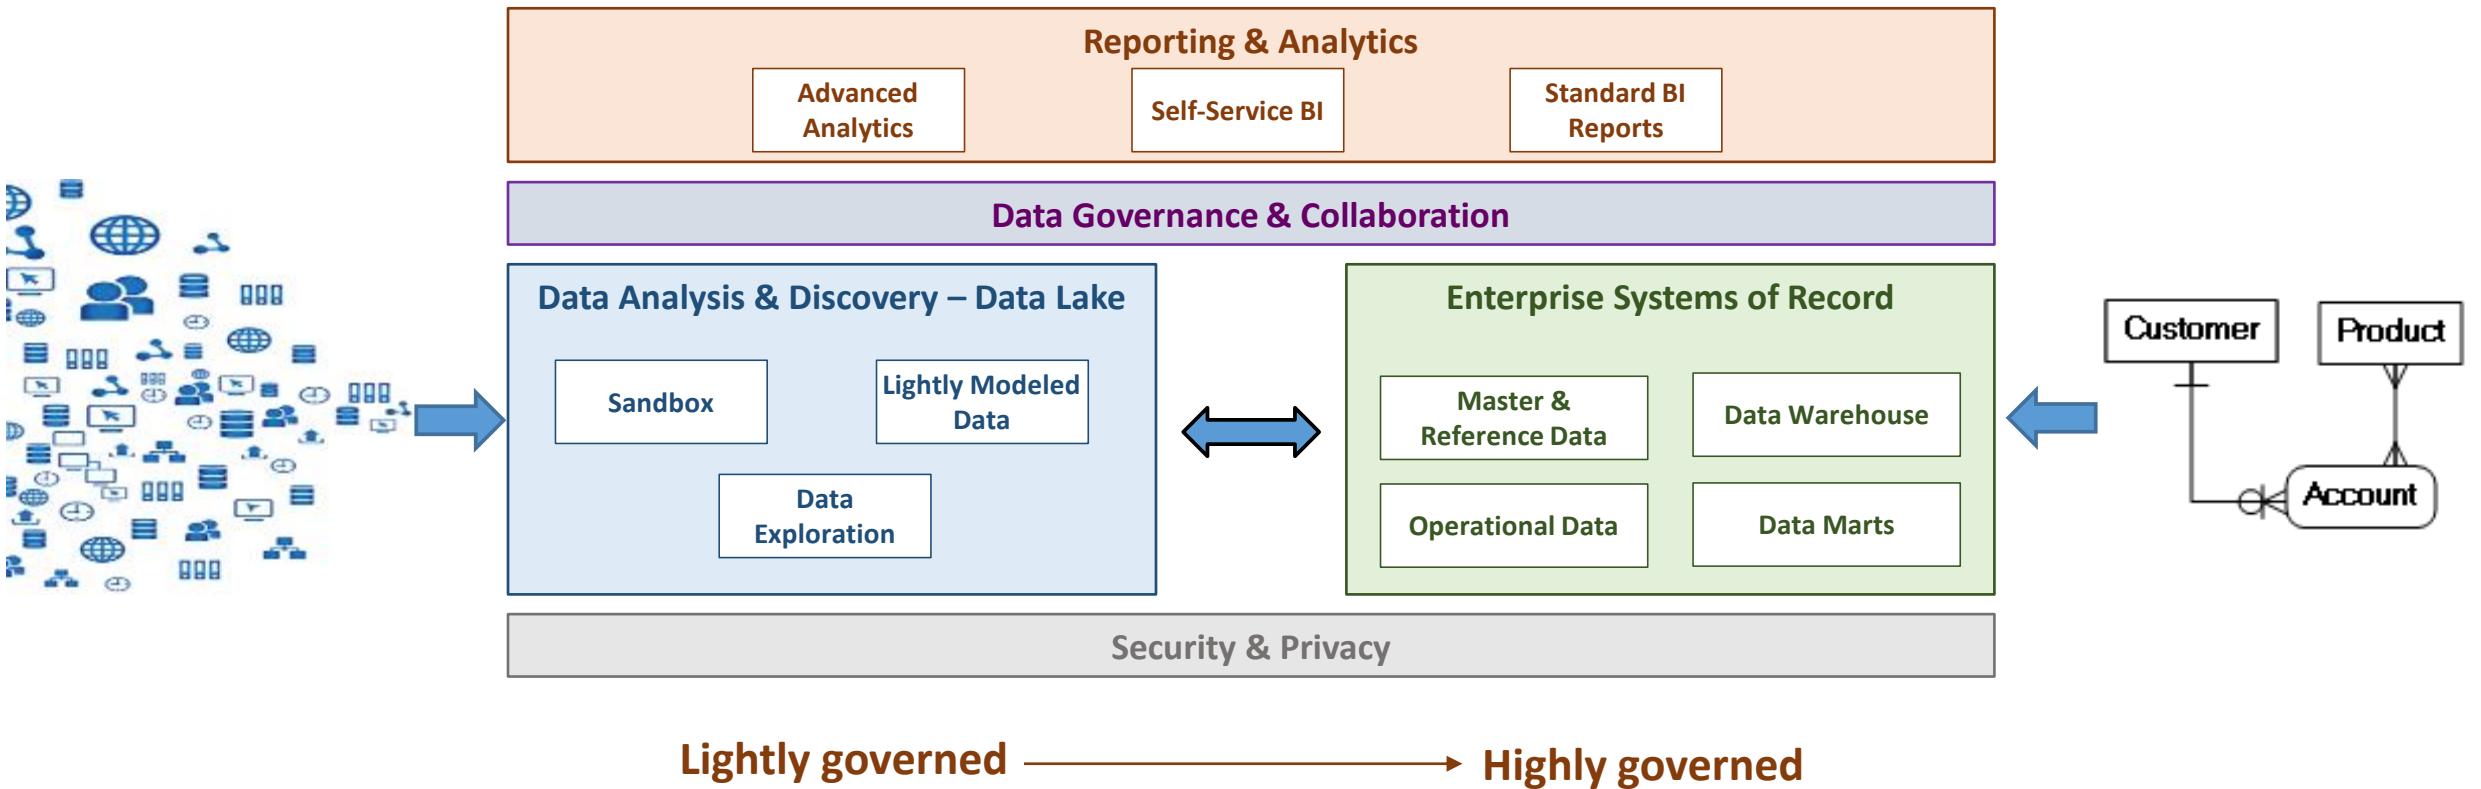 Reporting & Analytics
Advanced
Analytics
Self-Service BI
Standard BI
Reports
Data Governance & Collaboration
Data Analysis & Discovery – Data Lake
Sandbox
Lightly Modeled
Data
Data
Exploration
Enterprise Systems of Record
Master &
Reference Data
Data Warehouse
Operational Data
Data Marts
Customer
Product
Account
Security & Privacy
Lightly governed
Highly governed